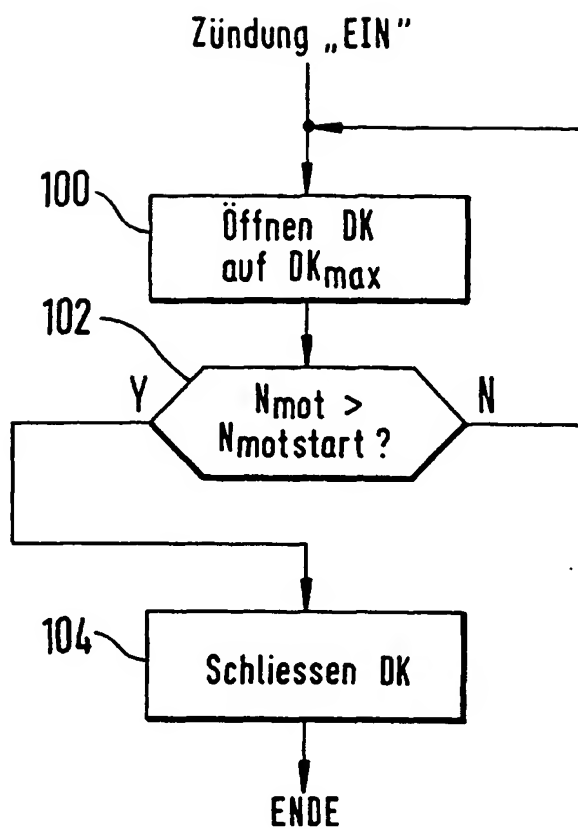 Zündung „EIN”
100
Öffnen DK
auf DKmax
102
Y
Nmot >
N
Nmotstart ?
104
Schliessen DK
ENDE